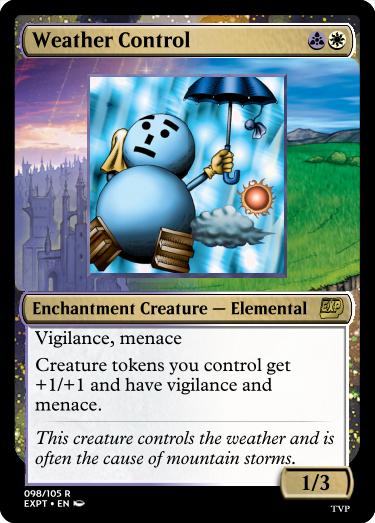 Weather Control
Enchantment Creature — Elemental
EXP
Vigilance, menace
Creature tokens you control get
+1/+1 and have vigilance and
menace.
This creature controls the weather and is
often the cause of mountain storms.
1/3
098/105 R
EXPT • EN
TVP